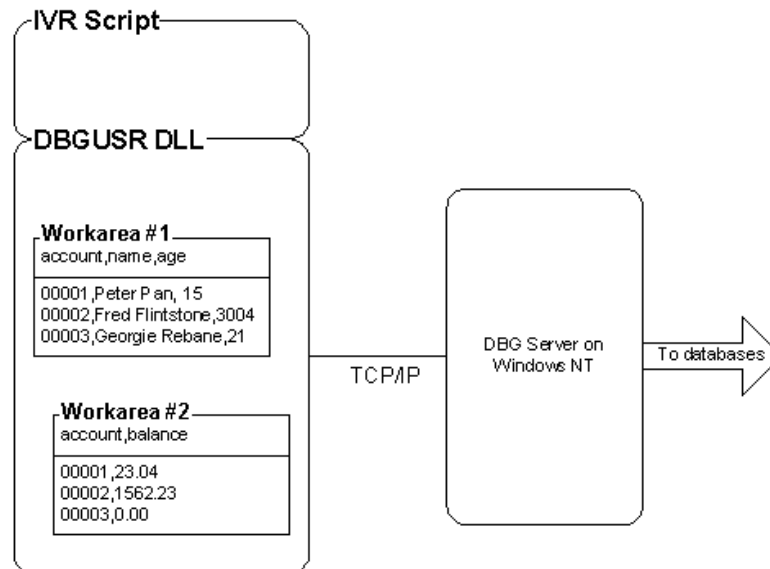 IVR Script
DBGUSR DLL
Workarea #1
account,name,age
00001,Peter Pan, 15
00002,Fred Flintstone,3004
00003,Georgie Rebane,21
Workarea #2
account,balance
00001,23.04
00002,1562.23
00003,0.00
TCP/IP
DBG Server on
Windows NT
To databases